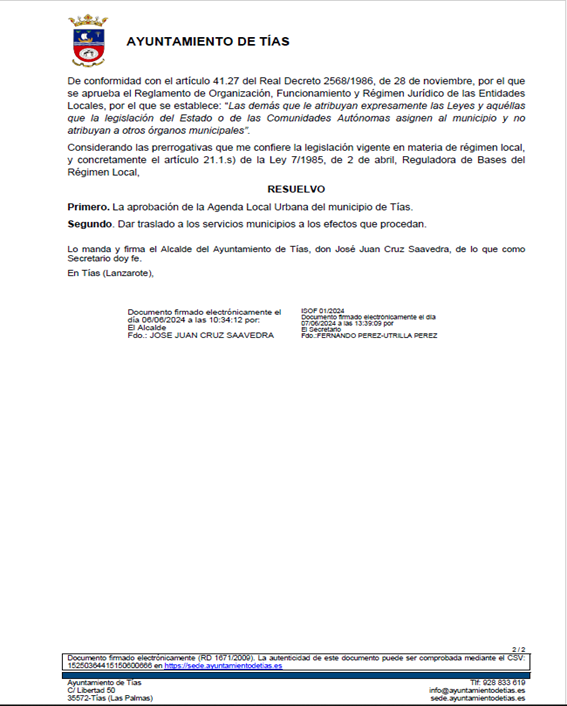 AYUNTAMIENTO DE TÍAS
De conformidad con el artículo 41.27 del Real Decreto 2568/1986, de 28 de noviembre, por el que
se aprueba el Reglamento de Organización, Funcionamiento y Régimen Jurídico de las Entidades
Locales, por el que se establece: “Las demás que le atribuyan expresamente las Leyes y aquéllas
que la legislación del Estado o de las Comunidades Autónomas asignen al municipio y no
atribuyan a otros órganos municipales”.
Considerando las prerrogativas que me confiere la legislación vigente en materia de régimen local,
y concretamente el artículo 21.1.s) de la Ley 7/1985, de 2 de abril, Reguladora de Bases del
Régimen Local,
RESUELVO
Primero. La aprobación de la Agenda Local Urbana del municipio de Tías.
Segundo. Dar traslado a los servicios municipios a los efectos que procedan.
Lo manda y firma el Alcalde del Ayuntamiento de Tías, don José Juan Cruz Saavedra, de lo que como
Secretario doy fe.
En Tías (Lanzarote),
Documento firmado electrónicamente el
día 06/06/2024 a las 10:34:12 por:
El Alcalde
Fdo.: JOSE JUAN CRUZ SAAVEDRA
ISOF 01/2024
Documento firmado electrónicamente el día
07/06/2024 a las 13:39:09 por
El Secretario
Fdo.:FERNANDO PEREZ-UTRILLA PEREZ
2 / 2
Documento firmado electrónicamente (RD 1671/2009). La autenticidad de este documento puede ser comprobada mediante el CSV:
15250364415150600666 en https://sede.ayuntamientodetias.es
Ayuntamiento de Tías
C/ Libertad 50
35572-Tías (Las Palmas)
Tlf: 928 833 619
info@ayuntamientodetias.es
sede.ayuntamientodetias.es